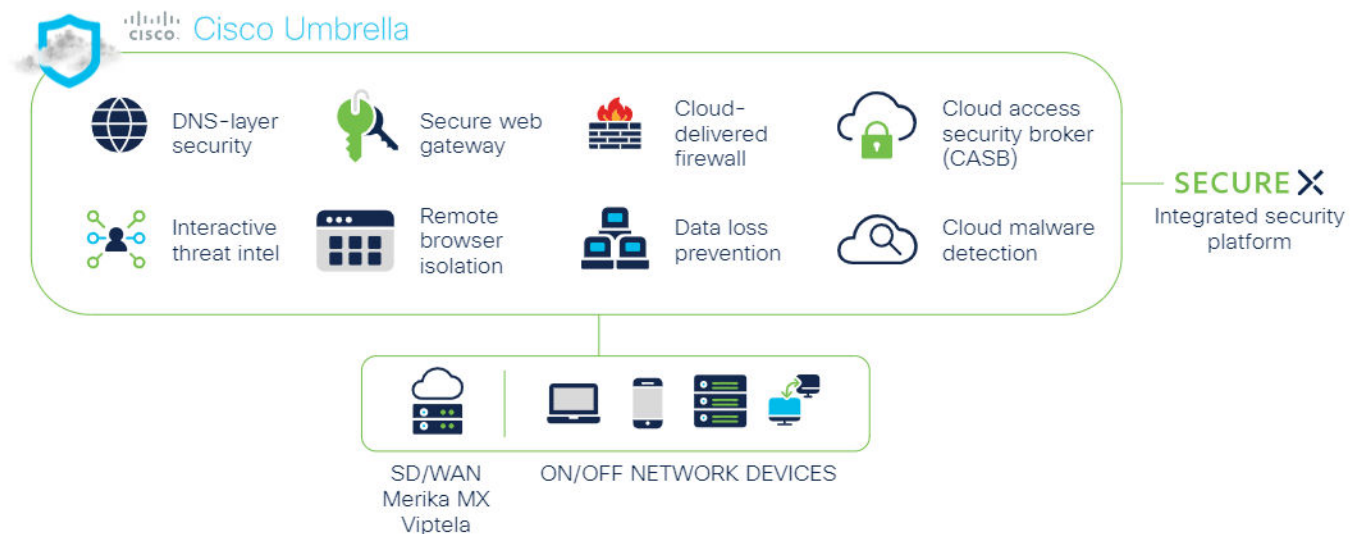 cisco. Cisco Umbrella
DNS-layer
security
Secure web
gateway
Cloud-
delivered
firewall
Cloud access
security broker
(CASB)
Interactive
threat intel
Remote
browser
isolation
Data loss
prevention
Cloud malware
detection
SECURE X
Integrated security
platform
SD/WAN
Merika MX
Viptela
ON/OFF NETWORK DEVICES